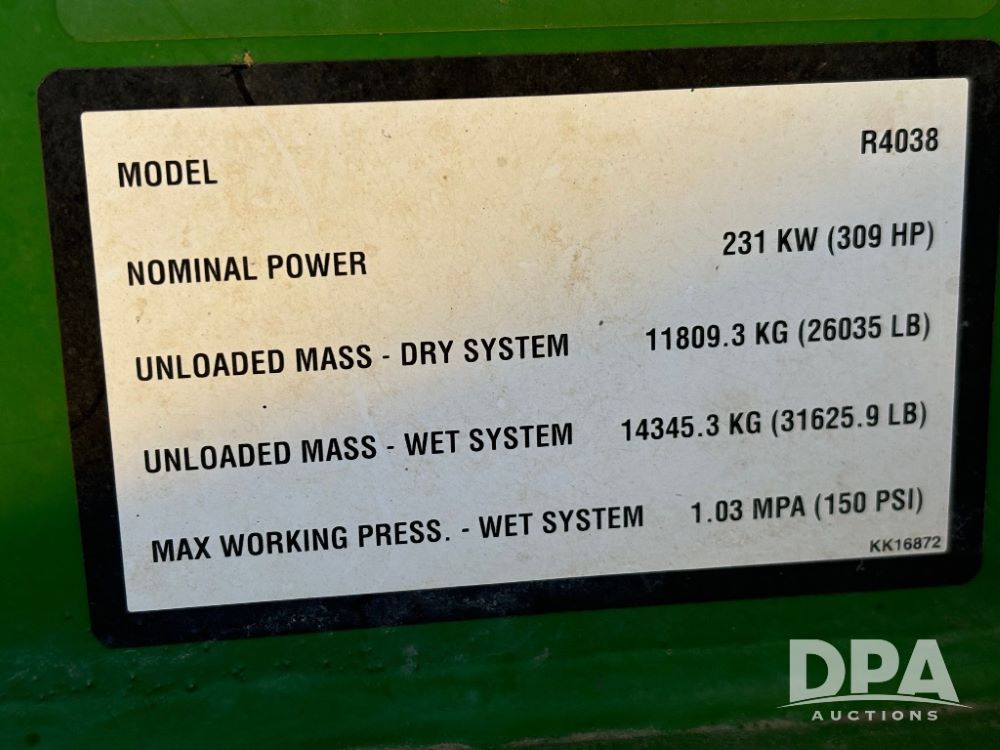 MODEL R4038
NOMINAL POWER 231 KW (309 HP)
UNLOADED MASS - DRY SYSTEM 11809.3 KG (26035 LB)
UNLOADED MASS - WET SYSTEM 14345.3 KG (31625.9 LB)
MAX WORKING PRESS. - WET SYSTEM 1.03 MPA (150 PSI)
KK16872
DPA
AUCTIONS